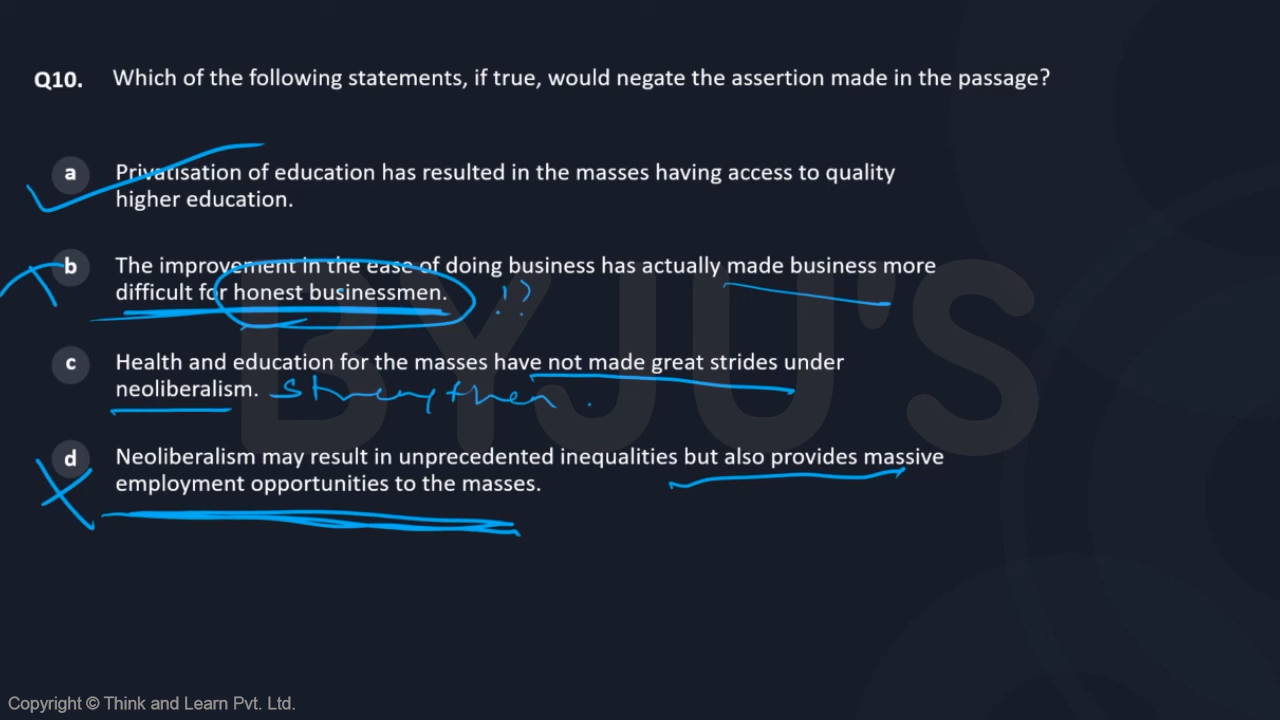 Q10. Which of the following statements, if true, would negate the assertion made in the passage?
a Privatisation of education has resulted in the masses having access to quality
higher education.
b The improvement in the ease of doing business has actually made business more
difficult for honest businessmen. !?
c Health and education for the masses have not made great strides under
neoliberalism. Strengthen.
d Neoliberalism may result in unprecedented inequalities but also provides massive
employment opportunities to the masses.
BYJU'S
Copyright © Think and Learn Pvt. Ltd.